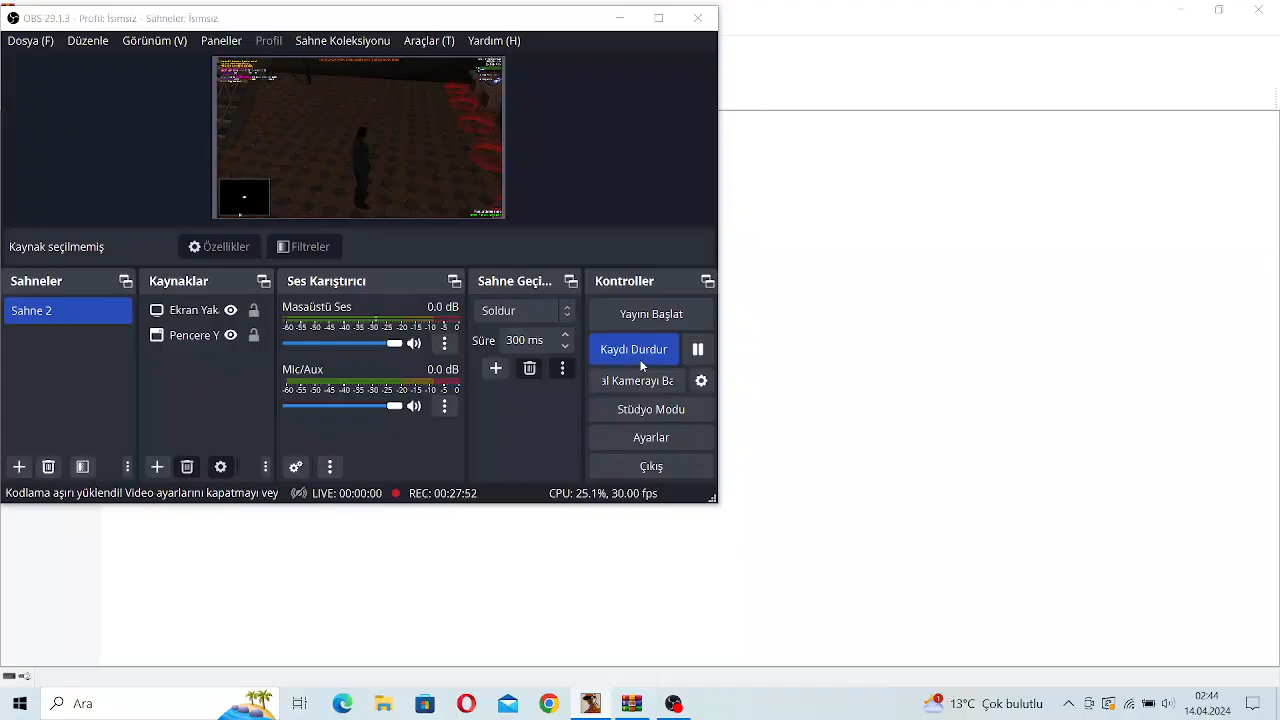 OBS 29.1.3 - Profil: İsimsiz - Sahneler: İsimsiz
Dosya (F) Düzenle Görünüm (V) Paneller Profil Sahne Koleksiyonu Araçlar (T) Yardım (H)
Kaynak seçilmemiş Özellikler Filtreler
Sahneler Kaynaklar Ses Karıştırıcı Sahne Geçi... Kontroller
Sahne 2
Ekran Yak
Pencere Y
Masaüstü Ses 0.0 dB
-60 -55 -50 -45 -40 -35 -30 -25 -20 -15 -10 -5 0
Mic/Aux 0.0 dB
-60 -55 -50 -45 -40 -35 -30 -25 -20 -15 -10 -5 0
Soldur
Süre 300 ms
Yayını Başlat
Kaydı Durdur
al Kamerayı Ba
Stüdyo Modu
Ayarlar
Çıkış
Kodlama aşırı yüklendi! Video ayarlarını kapatmayı vey LIVE: 00:00:00 REC: 00:27:52 CPU: 25.1%, 30.00 fps
Ara 1 13°C Çok bulutlu 02:44
14.04.2024